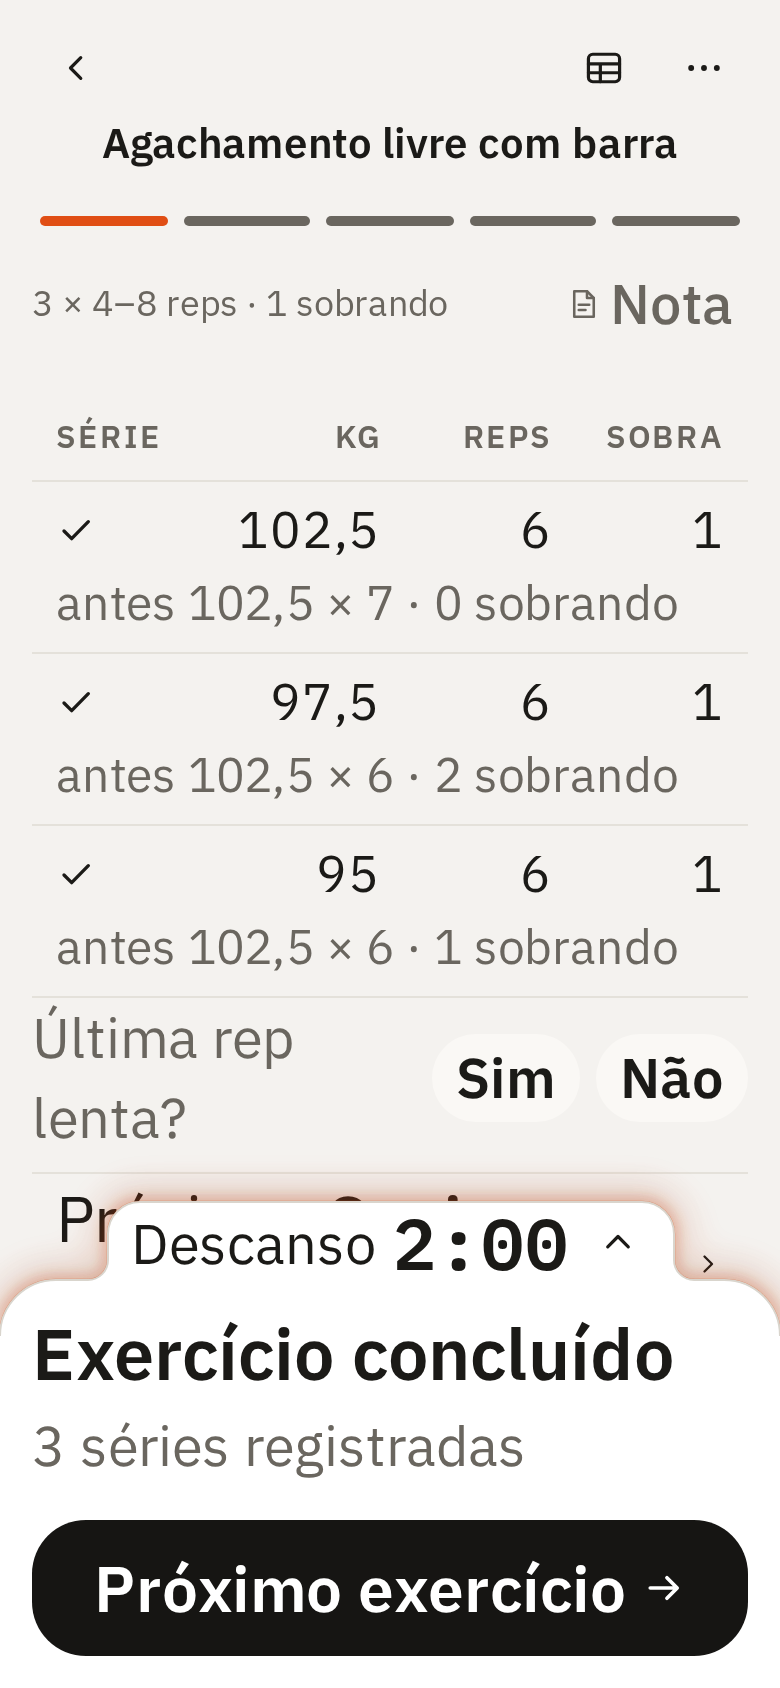 Agachamento livre com barra
3 × 4–8 reps · 1 sobrando
Nota
SÉRIE KG REPS SOBRA
102,5 6 1
antes 102,5 × 7 · 0 sobrando
97,5 6 1
antes 102,5 × 6 · 2 sobrando
95 6 1
antes 102,5 × 6 · 1 sobrando
Última rep
lenta?
Sim Não
Descanso 2:00
Exercício concluído
3 séries registradas
Próximo exercício →